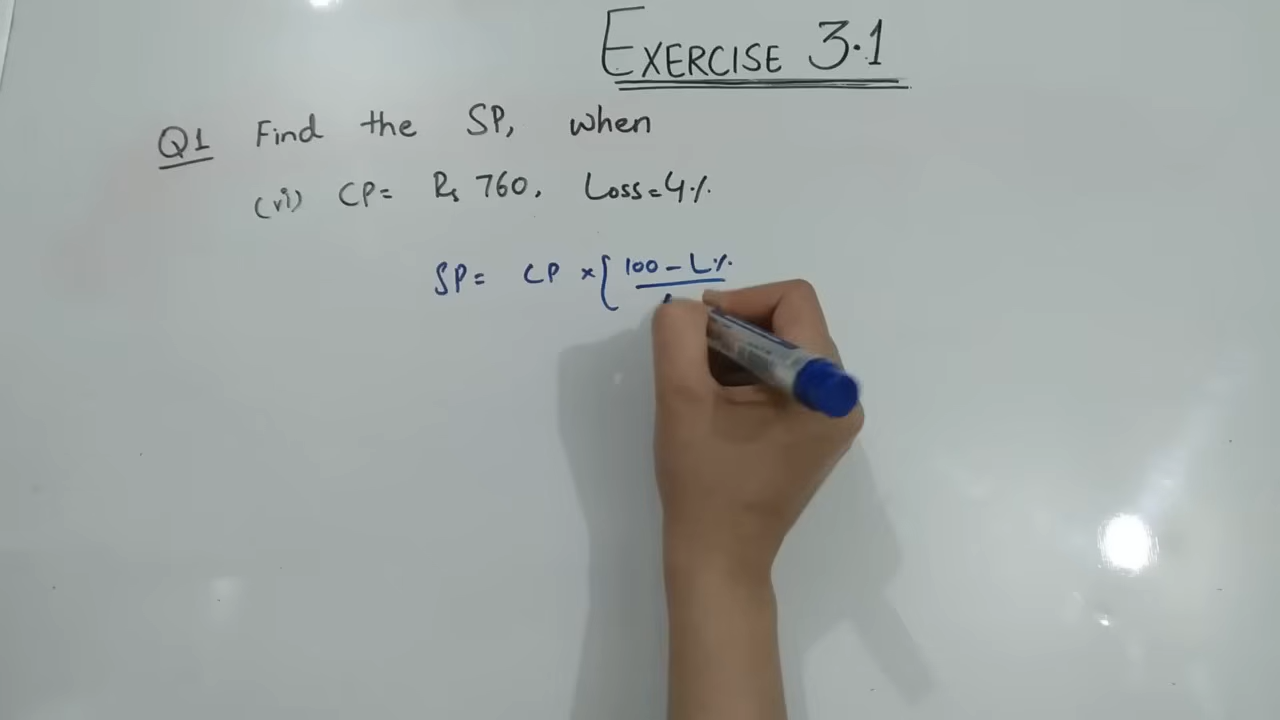 EXERCISE 3.1
Q1 Find the SP, when
(vi) CP= Rs 760, Loss=4%
SP= CP × [ 100 - L%